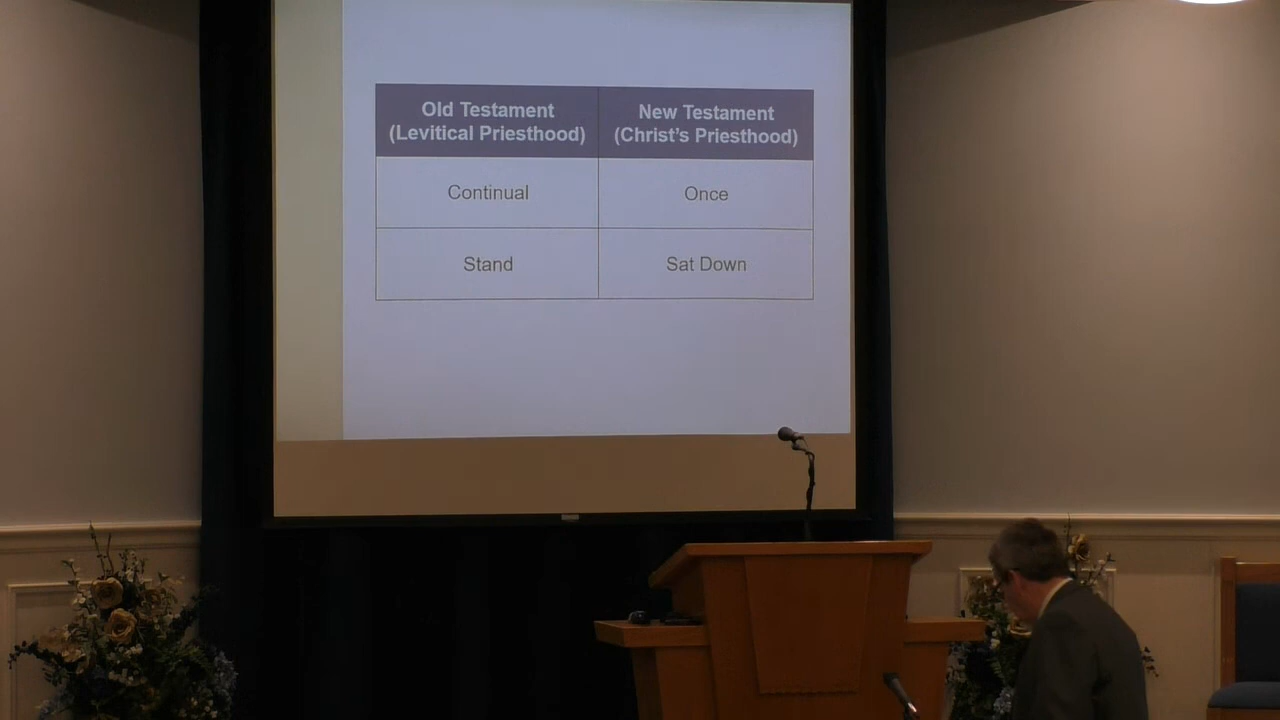 Old Testament
(Levitical Priesthood)
New Testament
(Christ's Priesthood)
Continual
Once
Stand
Sat Down